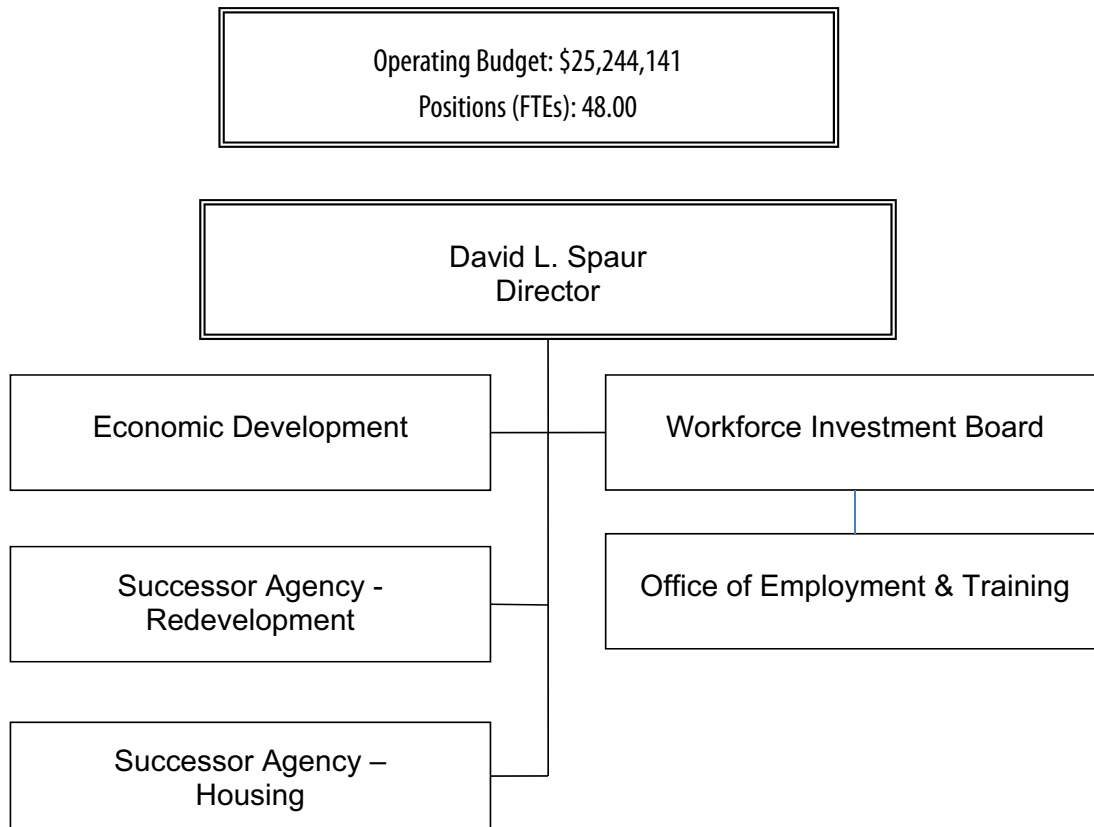 Operating Budget: $25,244,141
Positions (FTEs): 48.00
David L. Spaur
Director
Economic Development
Workforce Investment Board
Successor Agency -
Redevelopment
Office of Employment & Training
Successor Agency –
Housing